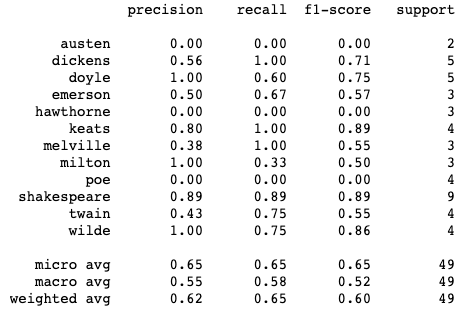 precision recall f1-score support
austen 0.00 0.00 0.00 2
dickens 0.56 1.00 0.71 5
doyle 1.00 0.60 0.75 5
emerson 0.50 0.67 0.57 3
hawthorne 0.00 0.00 0.00 3
keats 0.80 1.00 0.89 4
melville 0.38 1.00 0.55 3
milton 1.00 0.33 0.50 3
poe 0.00 0.00 0.00 4
shakespeare 0.89 0.89 0.89 9
twain 0.43 0.75 0.55 4
wilde 1.00 0.75 0.86 4
micro avg 0.65 0.65 0.65 49
macro avg 0.55 0.58 0.52 49
weighted avg 0.62 0.65 0.60 49